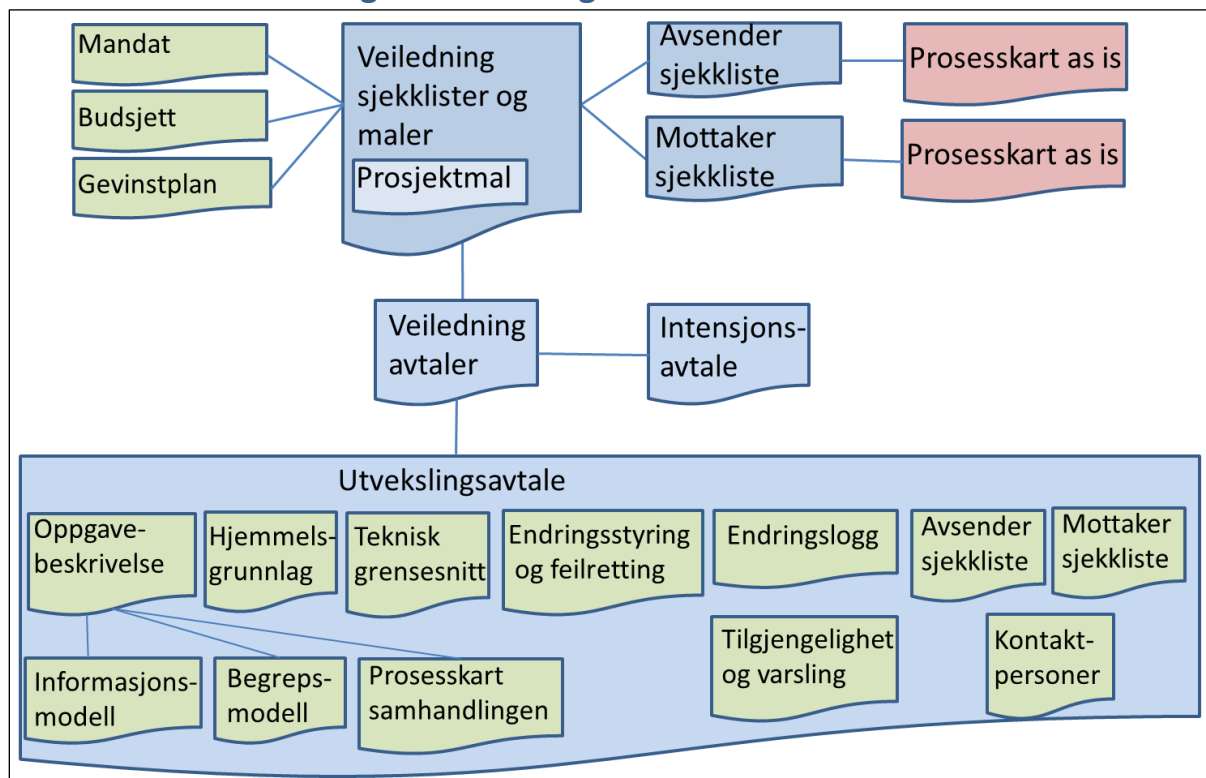 Mandat
Budsjett
Gevinstplan
Veiledning
sjekklister og
maler
Prosjektmal
Avsender
sjekkliste
Prosesskart as is
Mottaker
sjekkliste
Prosesskart as is
Veiledning
avtaler
Intensjons-
avtale
Utvekslingsavtale
Oppgave-
beskrivelse
Hjemmels-
grunnlag
Teknisk
grensesnitt
Endringsstyring
og feilretting
Endringslogg
Avsender
sjekkliste
Mottaker
sjekkliste
Informasjons-
modell
Begreps-
modell
Prosesskart
samhandlingen
Tilgjengelighet
og varsling
Kontakt-
personer